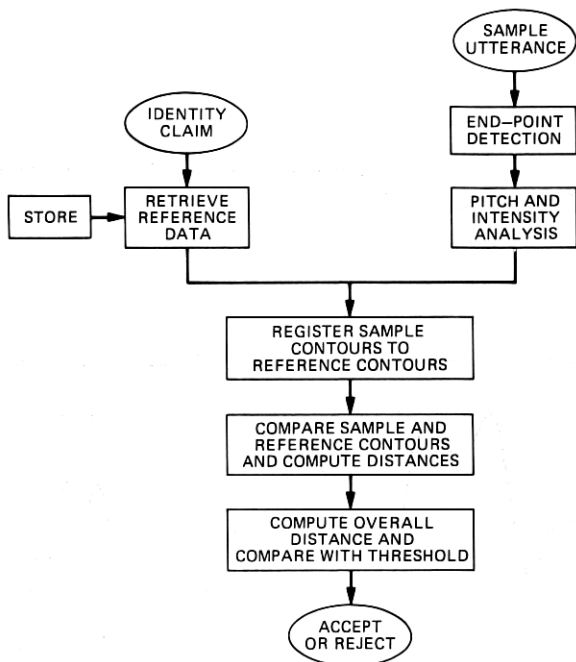 SAMPLE
UTTERANCE
IDENTITY
CLAIM
END-POINT
DETECTION
STORE
RETRIEVE
REFERENCE
DATA
PITCH AND
INTENSITY
ANALYSIS
REGISTER SAMPLE
CONTOURS TO
REFERENCE CONTOURS
COMPARE SAMPLE AND
REFERENCE CONTOURS
AND COMPUTE DISTANCES
COMPUTE OVERALL
DISTANCE AND
COMPARE WITH THRESHOLD
ACCEPT
OR REJECT